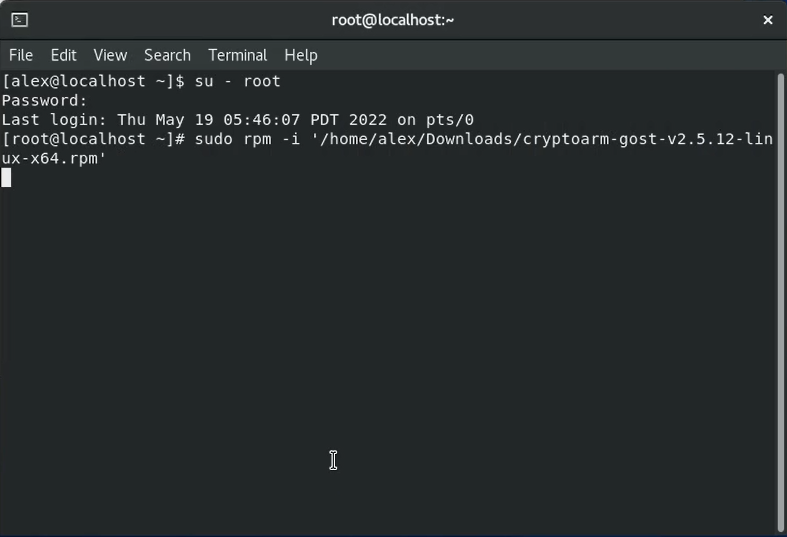 root@localhost:~
File Edit View Search Terminal Help
[alex@localhost ~]$ su - root
Password:
Last login: Thu May 19 05:46:07 PDT 2022 on pts/0
[root@localhost ~]# sudo rpm -i '/home/alex/Downloads/cryptoarm-gost-v2.5.12-lin
ux-x64.rpm'